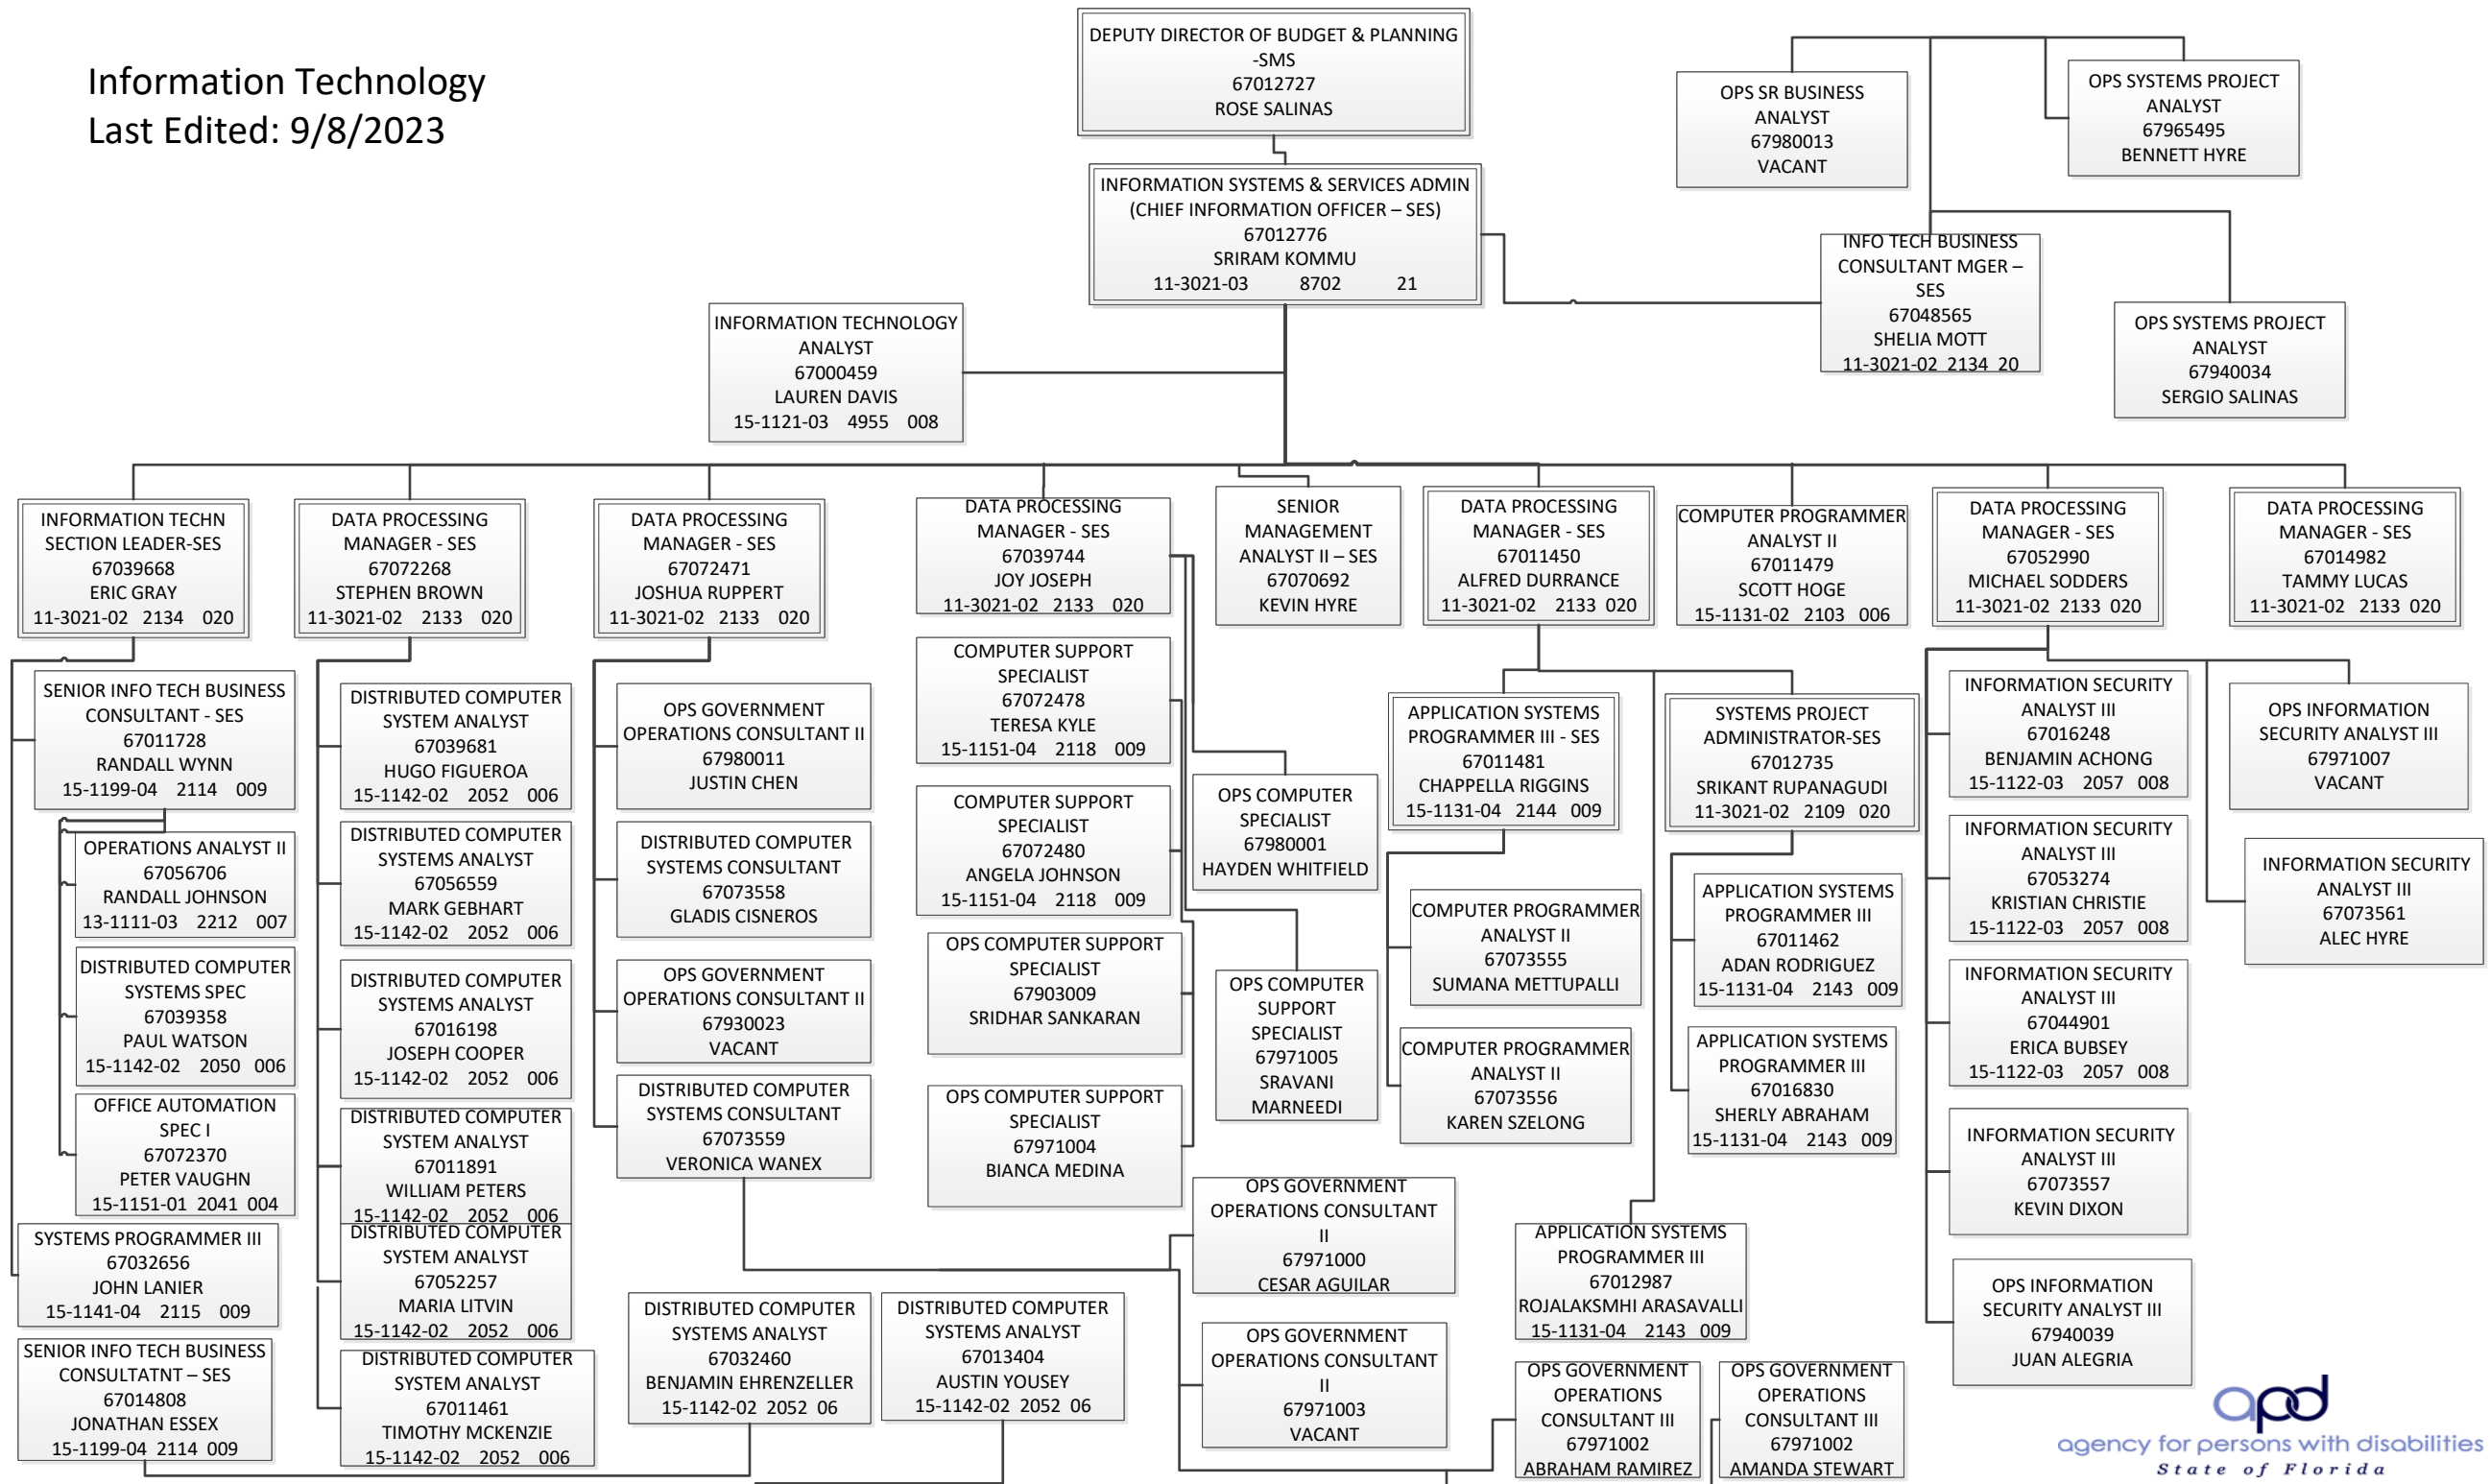 Information Technology
Last Edited: 9/8/2023
DEPUTY DIRECTOR OF BUDGET & PLANNING
-SMS
67012727
ROSE SALINAS
INFORMATION SYSTEMS & SERVICES ADMIN
(CHIEF INFORMATION OFFICER – SES)
67012776
SRIRAM KOMMU
11-3021-03 8702 21
OPS SR BUSINESS
ANALYST
67980013
VACANT
OPS SYSTEMS PROJECT
ANALYST
67965495
BENNETT HYRE
INFO TECH BUSINESS
CONSULTANT MGER –
SES
67048565
SHELIA MOTT
11-3021-02 2134 20
OPS SYSTEMS PROJECT
ANALYST
67940034
SERGIO SALINAS
INFORMATION TECHNOLOGY
ANALYST
67000459
LAUREN DAVIS
15-1121-03 4955 008
INFORMATION TECHN
SECTION LEADER-SES
67039668
ERIC GRAY
11-3021-02 2134 020
DATA PROCESSING
MANAGER - SES
67072268
STEPHEN BROWN
11-3021-02 2133 020
DATA PROCESSING
MANAGER - SES
67072471
JOSHUA RUPPERT
11-3021-02 2133 020
DATA PROCESSING
MANAGER - SES
67039744
JOY JOSEPH
11-3021-02 2133 020
SENIOR
MANAGEMENT
ANALYST II – SES
67070692
KEVIN HYRE
DATA PROCESSING
MANAGER - SES
67011450
ALFRED DURRANCE
11-3021-02 2133 020
COMPUTER PROGRAMMER
ANALYST II
67011479
SCOTT HOGE
15-1131-02 2103 006
DATA PROCESSING
MANAGER - SES
67052990
MICHAEL SODDERS
11-3021-02 2133 020
DATA PROCESSING
MANAGER - SES
67014982
TAMMY LUCAS
11-3021-02 2133 020
SENIOR INFO TECH BUSINESS
CONSULTANT - SES
67011728
RANDALL WYNN
15-1199-04 2114 009
OPERATIONS ANALYST II
67056706
RANDALL JOHNSON
13-1111-03 2212 007
DISTRIBUTED COMPUTER
SYSTEMS SPEC
67039358
PAUL WATSON
15-1142-02 2050 006
OFFICE AUTOMATION
SPEC I
67072370
PETER VAUGHN
15-1151-01 2041 004
SYSTEMS PROGRAMMER III
67032656
JOHN LANIER
15-1141-04 2115 009
SENIOR INFO TECH BUSINESS
CONSULTATNT – SES
67014808
JONATHAN ESSEX
15-1199-04 2114 009
DISTRIBUTED COMPUTER
SYSTEM ANALYST
67039681
HUGO FIGUEROA
15-1142-02 2052 006
DISTRIBUTED COMPUTER
SYSTEMS ANALYST
67056559
MARK GEBHART
15-1142-02 2052 006
DISTRIBUTED COMPUTER
SYSTEMS ANALYST
67016198
JOSEPH COOPER
15-1142-02 2052 006
DISTRIBUTED COMPUTER
SYSTEM ANALYST
67011891
WILLIAM PETERS
15-1142-02 2052 006
DISTRIBUTED COMPUTER
SYSTEM ANALYST
67052257
MARIA LITVIN
15-1142-02 2052 006
DISTRIBUTED COMPUTER
SYSTEM ANALYST
67011461
TIMOTHY MCKENZIE
15-1142-02 2052 006
OPS GOVERNMENT
OPERATIONS CONSULTANT II
67980011
JUSTIN CHEN
DISTRIBUTED COMPUTER
SYSTEMS CONSULTANT
67073558
GLADIS CISNEROS
OPS GOVERNMENT
OPERATIONS CONSULTANT II
67930023
VACANT
DISTRIBUTED COMPUTER
SYSTEMS CONSULTANT
67073559
VERONICA WANEX
DISTRIBUTED COMPUTER
SYSTEMS ANALYST
67032460
BENJAMIN EHRENZELLER
15-1142-02 2052 06
DISTRIBUTED COMPUTER
SYSTEMS ANALYST
67013404
AUSTIN YOUSEY
15-1142-02 2052 06
COMPUTER SUPPORT
SPECIALIST
67072478
TERESA KYLE
15-1151-04 2118 009
COMPUTER SUPPORT
SPECIALIST
67072480
ANGELA JOHNSON
15-1151-04 2118 009
OPS COMPUTER SUPPORT
SPECIALIST
67903009
SRIDHAR SANKARAN
OPS COMPUTER SUPPORT
SPECIALIST
67971004
BIANCA MEDINA
OPS COMPUTER
SPECIALIST
67980001
HAYDEN WHITFIELD
OPS COMPUTER
SUPPORT
SPECIALIST
67971005
SRAVANI
MARNEEDI
OPS GOVERNMENT
OPERATIONS CONSULTANT
II
67971000
CESAR AGUILAR
OPS GOVERNMENT
OPERATIONS CONSULTANT
II
67971003
VACANT
APPLICATION SYSTEMS
PROGRAMMER III - SES
67011481
CHAPPELLA RIGGINS
15-1131-04 2144 009
COMPUTER PROGRAMMER
ANALYST II
67073555
SUMANA METTUPALLI
COMPUTER PROGRAMMER
ANALYST II
67073556
KAREN SZELONG
SYSTEMS PROJECT
ADMINISTRATOR-SES
67012735
SRIKANT RUPANAGUDI
11-3021-02 2109 020
APPLICATION SYSTEMS
PROGRAMMER III
67011462
ADAN RODRIGUEZ
15-1131-04 2143 009
APPLICATION SYSTEMS
PROGRAMMER III
67016830
SHERLY ABRAHAM
15-1131-04 2143 009
APPLICATION SYSTEMS
PROGRAMMER III
67012987
ROJALAKSMHI ARASAVALLI
15-1131-04 2143 009
OPS GOVERNMENT
OPERATIONS
CONSULTANT III
67971002
ABRAHAM RAMIREZ
OPS GOVERNMENT
OPERATIONS
CONSULTANT III
67971002
AMANDA STEWART
INFORMATION SECURITY
ANALYST III
67016248
BENJAMIN ACHONG
15-1122-03 2057 008
INFORMATION SECURITY
ANALYST III
67053274
KRISTIAN CHRISTIE
15-1122-03 2057 008
INFORMATION SECURITY
ANALYST III
67044901
ERICA BUBSEY
15-1122-03 2057 008
INFORMATION SECURITY
ANALYST III
67073557
KEVIN DIXON
OPS INFORMATION
SECURITY ANALYST III
67940039
JUAN ALEGRIA
OPS INFORMATION
SECURITY ANALYST III
67971007
VACANT
INFORMATION SECURITY
ANALYST III
67073561
ALEC HYRE
apd
agency for persons with disabilities
State of Florida